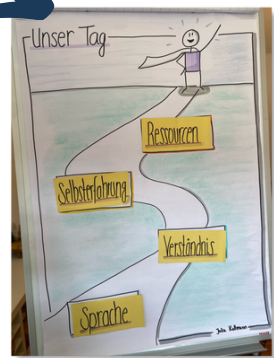 Unser Tag
Ressourcen
Selbsterfahrung
Verständnis
Sprache